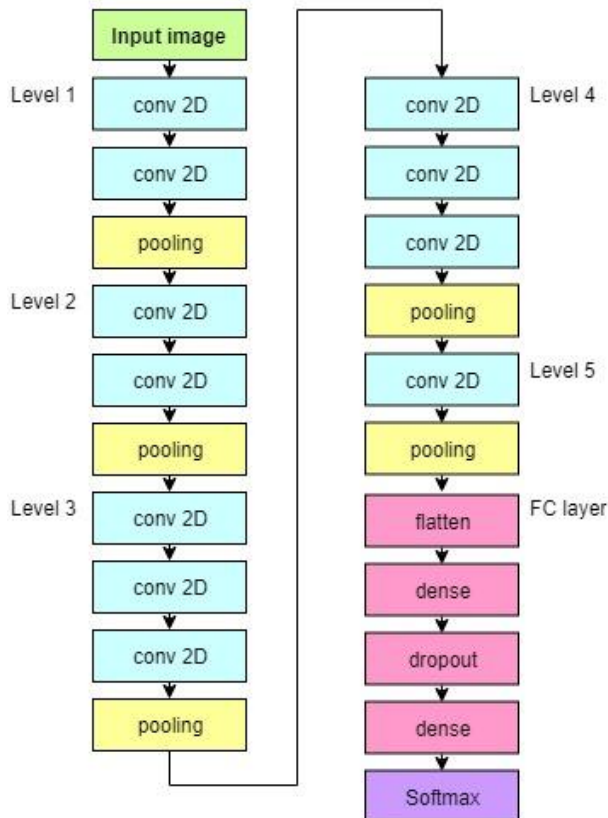 Input image
Level 1
conv 2D
conv 2D
pooling
Level 2
conv 2D
conv 2D
pooling
Level 3
conv 2D
conv 2D
conv 2D
pooling
Level 4
conv 2D
conv 2D
conv 2D
pooling
Level 5
conv 2D
pooling
FC layer
flatten
dense
dropout
dense
Softmax